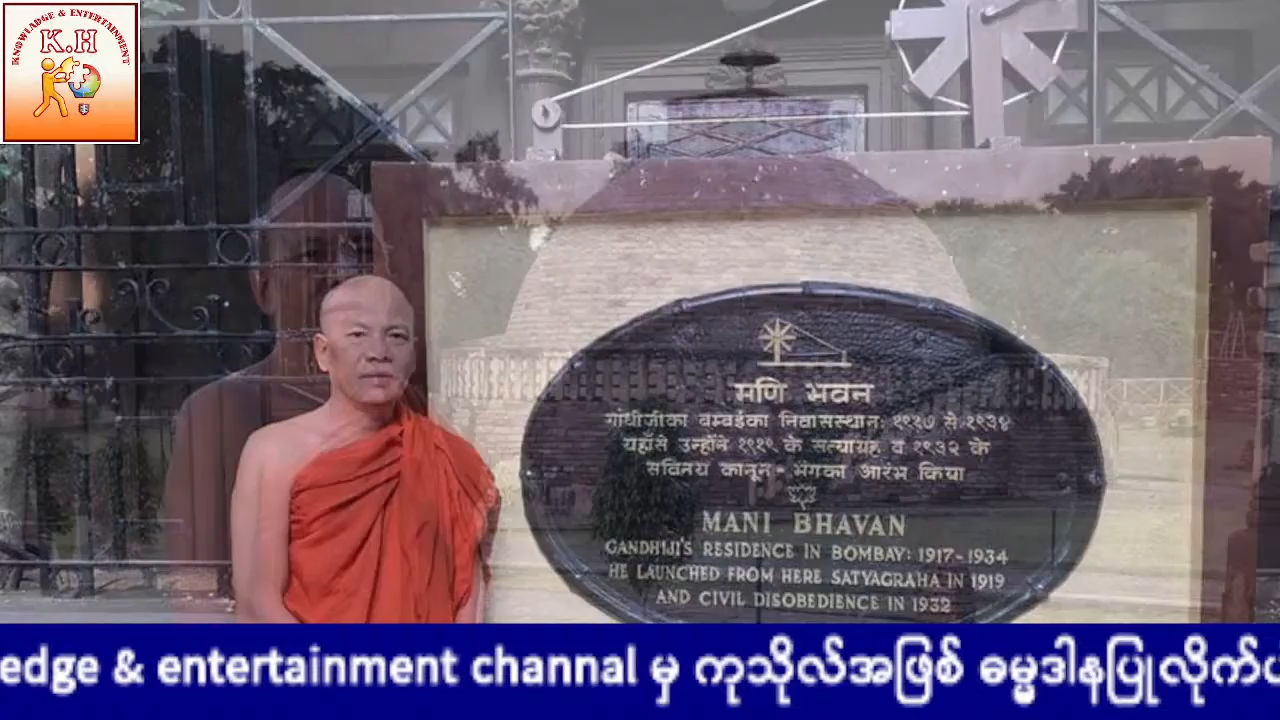 KNOWLADGE & ENTERTAINMENT
K.H
मणि भवन
गांधीजीका बम्बईका निवासस्थान: १९१७ से १९३४
यहाँसे उन्होंने १९१९ के सत्याग्रह व १९३२ के
सविनय कानून-भंगका आरंभ किया
MANI BHAVAN
GANDHIJI'S RESIDENCE IN BOMBAY: 1917-1934
HE LAUNCHED FROM HERE SATYAGRAHA IN 1919
AND CIVIL DISOBEDIENCE IN 1932
edge & entertainment channal မှ ကုသိုလ်အဖြစ် ဓမ္မဒါနပြုလိုက်ပ